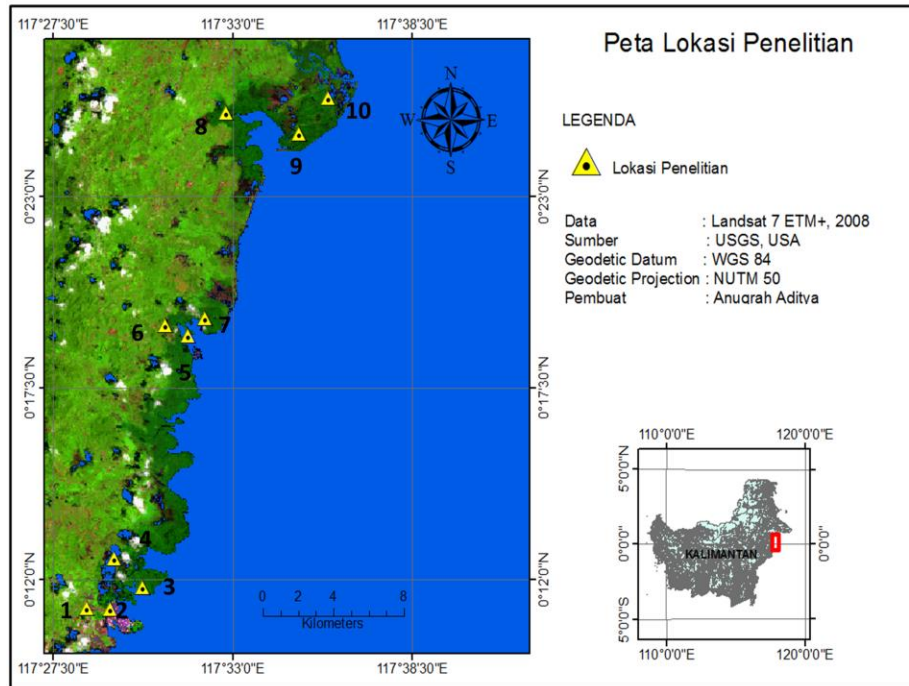 117°27'30"E 117°33'0"E 117°38'30"E
Peta Lokasi Penelitian
LEGENDA
Lokasi Penelitian
Data : Landsat 7 ETM+, 2008
Sumber : USGS, USA
Geodetic Datum : WGS 84
Geodetic Projection : NUTM 50
Pembuat : Anugrah Aditya
N
W E
S
10
8
9
0°23'0"N 0°23'0"N
6 7
5
0°17'30"N 0°17'30"N
4
3
0°12'0"N 0°12'0"N
1 2
0 2 4 8
Kilometers
117°27'30"E 117°33'0"E 117°38'30"E
110°0'0"E 120°0'0"E
5°0'0"N 5°0'0"N
0°0'0" 0°0'0"
KALIMANTAN
5°0'0"S 5°0'0"S
110°0'0"E 120°0'0"E